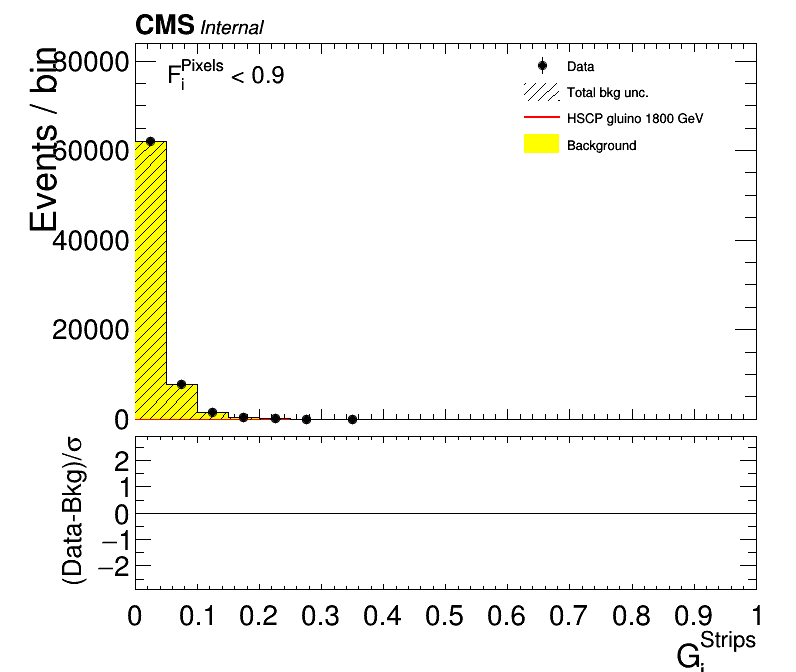 CMS Internal
F_i^Pixels < 0.9
Data
Total bkg unc.
HSCP gluino 1800 GeV
Background
Events / bin
80000
60000
40000
20000
0
(Data-Bkg)/σ
2
1
0
−1
−2
0 0.1 0.2 0.3 0.4 0.5 0.6 0.7 0.8 0.9 1
G_i^Strips